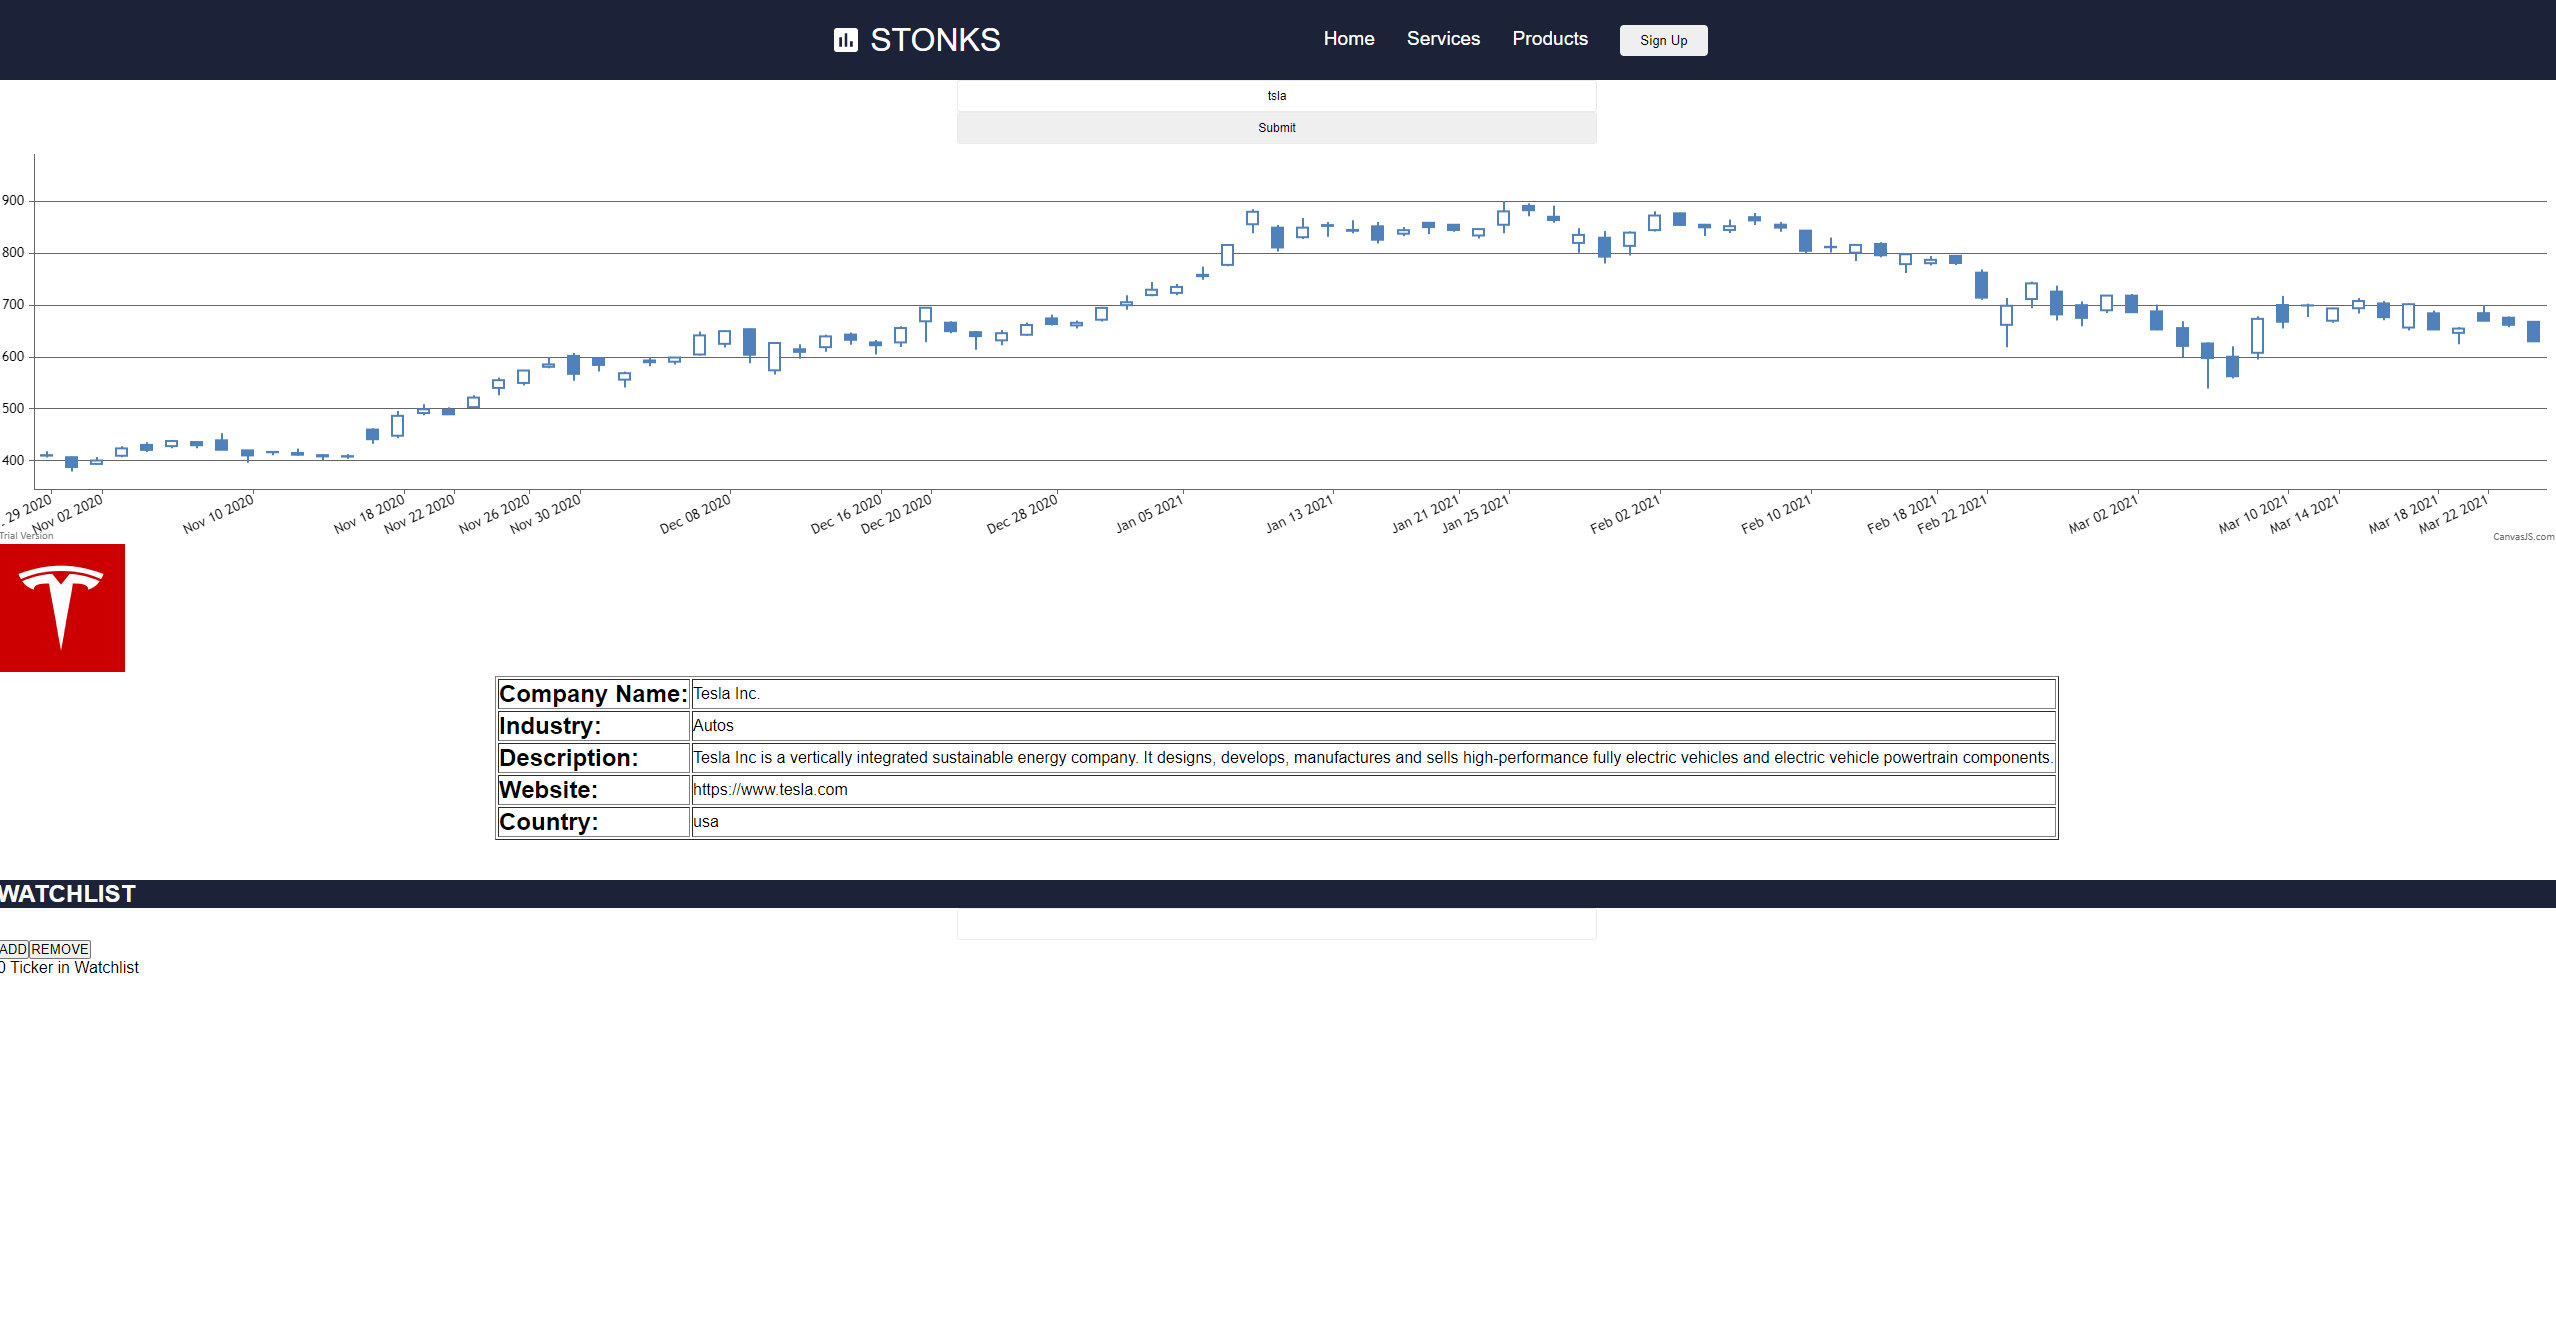 STONKS Home Services Products Sign Up
tsla
Submit
900
800
700
600
500
400
29 2020 Nov 02 2020 Nov 10 2020 Nov 18 2020 Nov 22 2020 Nov 26 2020 Nov 30 2020 Dec 08 2020 Dec 16 2020 Dec 20 2020 Dec 28 2020 Jan 05 2021 Jan 13 2021 Jan 21 2021 Jan 25 2021 Feb 02 2021 Feb 10 2021 Feb 18 2021 Feb 22 2021 Mar 02 2021 Mar 10 2021 Mar 14 2021 Mar 18 2021 Mar 22 2021
Trial Version CanvasJS.com
Company Name: Tesla Inc.
Industry: Autos
Description: Tesla Inc is a vertically integrated sustainable energy company. It designs, develops, manufactures and sells high-performance fully electric vehicles and electric vehicle powertrain components.
Website: https://www.tesla.com
Country: usa
WATCHLIST
ADD REMOVE
0 Ticker in Watchlist